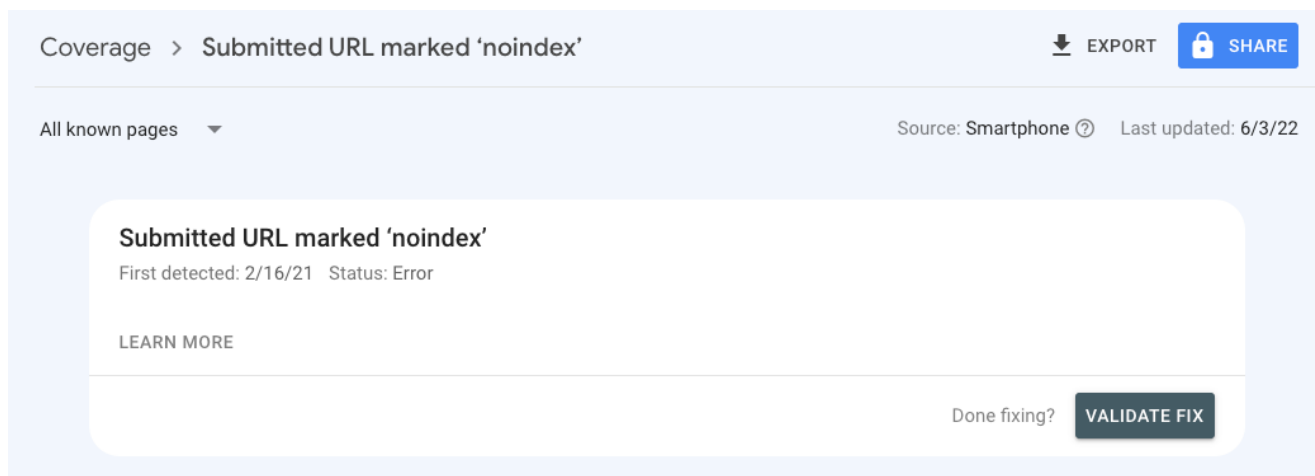 Coverage > Submitted URL marked ‘noindex’ EXPORT SHARE
All known pages Source: Smartphone Last updated: 6/3/22
Submitted URL marked ‘noindex’
First detected: 2/16/21 Status: Error
LEARN MORE
Done fixing? VALIDATE FIX